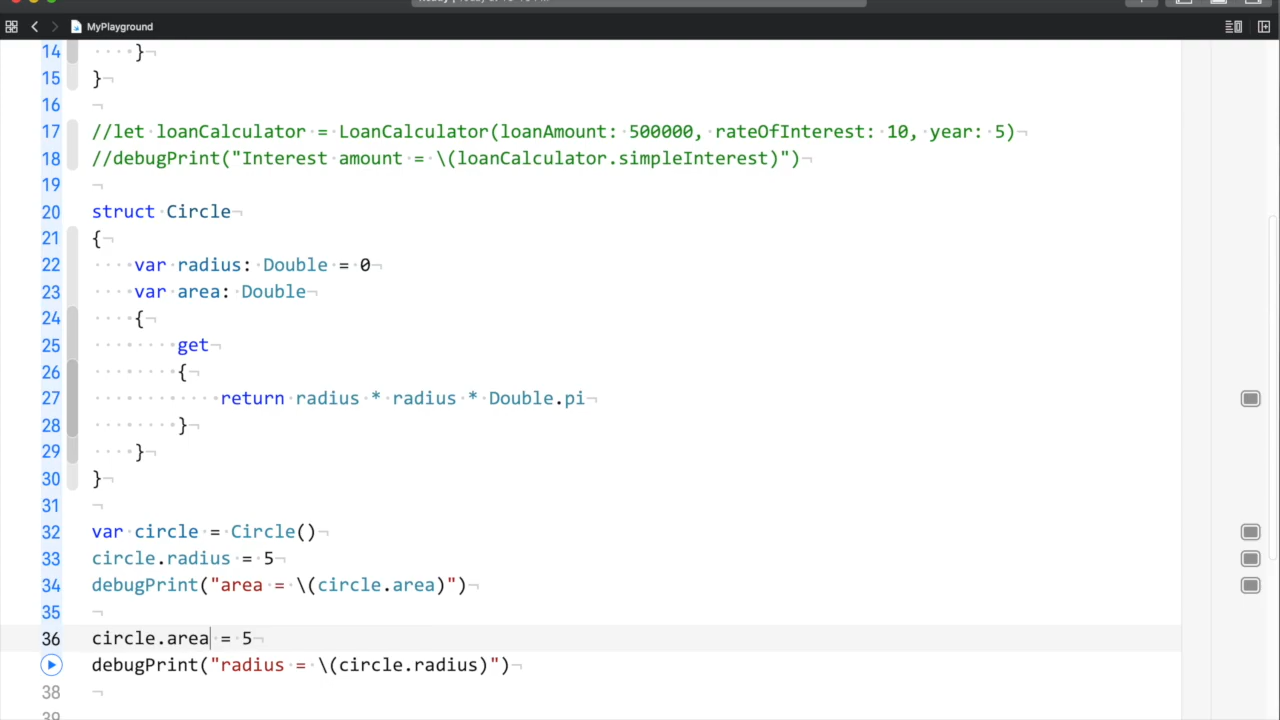 MyPlayground
14 }
15 }
16
17 //let loanCalculator = LoanCalculator(loanAmount: 500000, rateOfInterest: 10, year: 5)
18 //debugPrint("Interest amount = \(loanCalculator.simpleInterest)")
19
20 struct Circle
21 {
22 var radius: Double = 0
23 var area: Double
24 {
25 get
26 {
27 return radius * radius * Double.pi
28 }
29 }
30 }
31
32 var circle = Circle()
33 circle.radius = 5
34 debugPrint("area = \(circle.area)")
35
36 circle.area = 5
debugPrint("radius = \(circle.radius)")
38
39